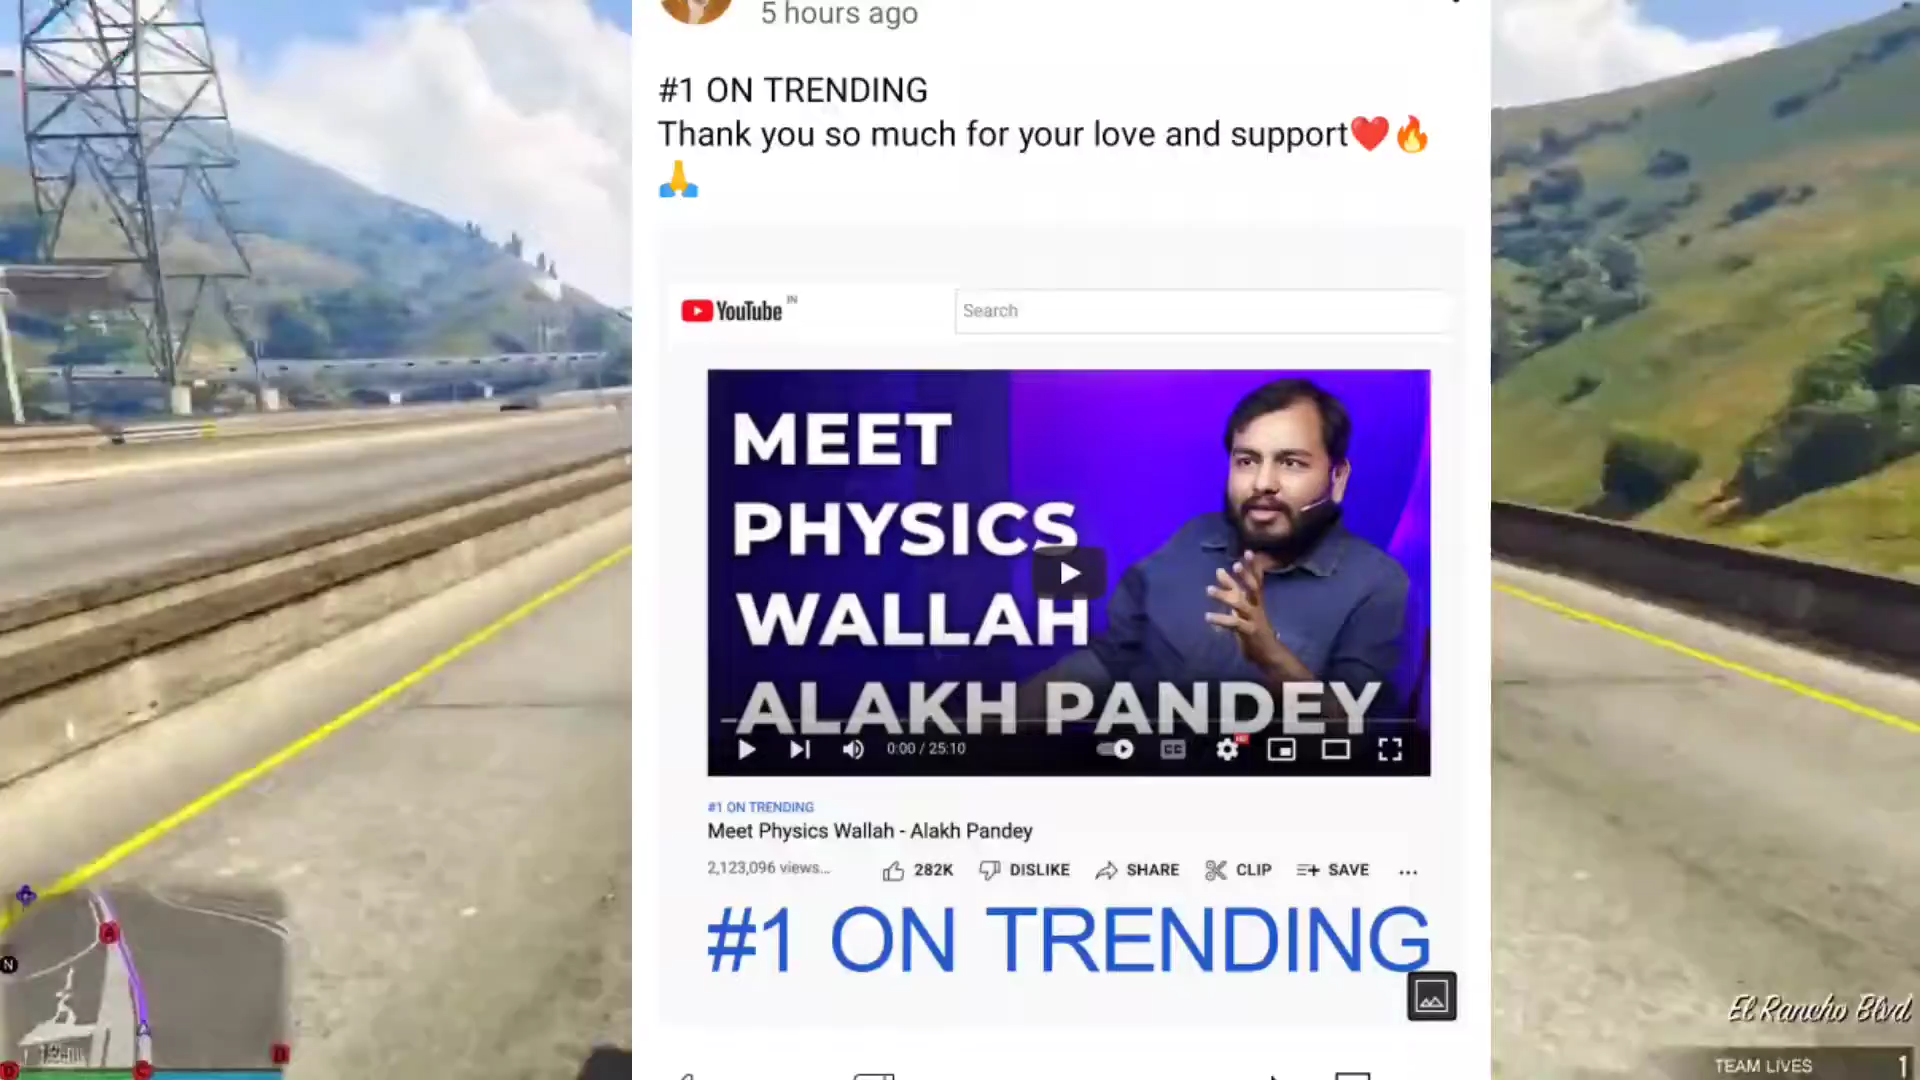 5 hours ago
#1 ON TRENDING
Thank you so much for your love and support❤️🔥
🙏
YouTube IN
Search
MEET
PHYSICS
WALLAH
ALAKH PANDEY
0:00 / 25:10
CC
HD
#1 ON TRENDING
Meet Physics Wallah - Alakh Pandey
2,123,096 views... 282K DISLIKE SHARE CLIP SAVE ...
#1 ON TRENDING
N
El Rancho Blvd
TEAM LIVES 1